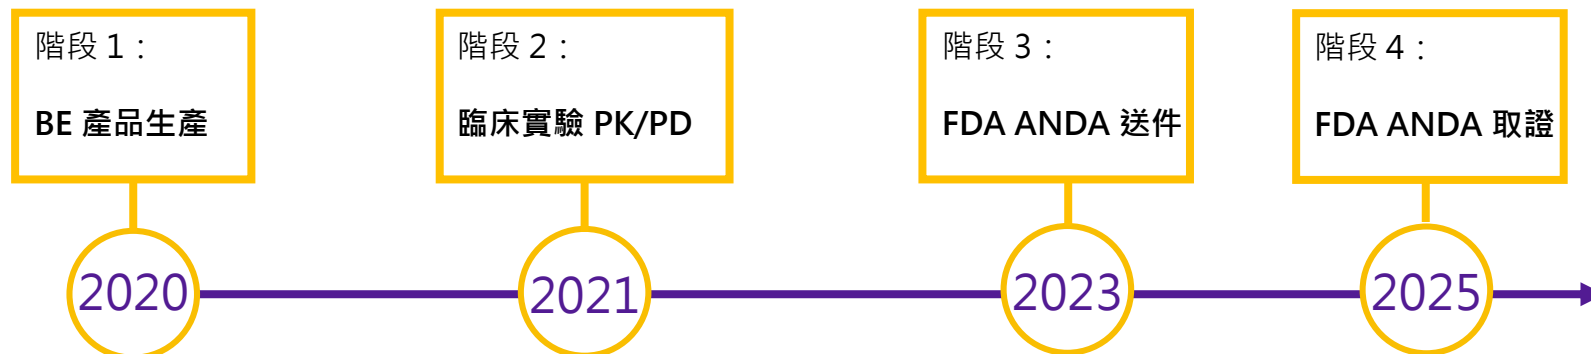 階段 1：
BE 產品生產
階段 2：
臨床實驗 PK/PD
階段 3：
FDA ANDA 送件
階段 4：
FDA ANDA 取證
2020
2021
2023
2025